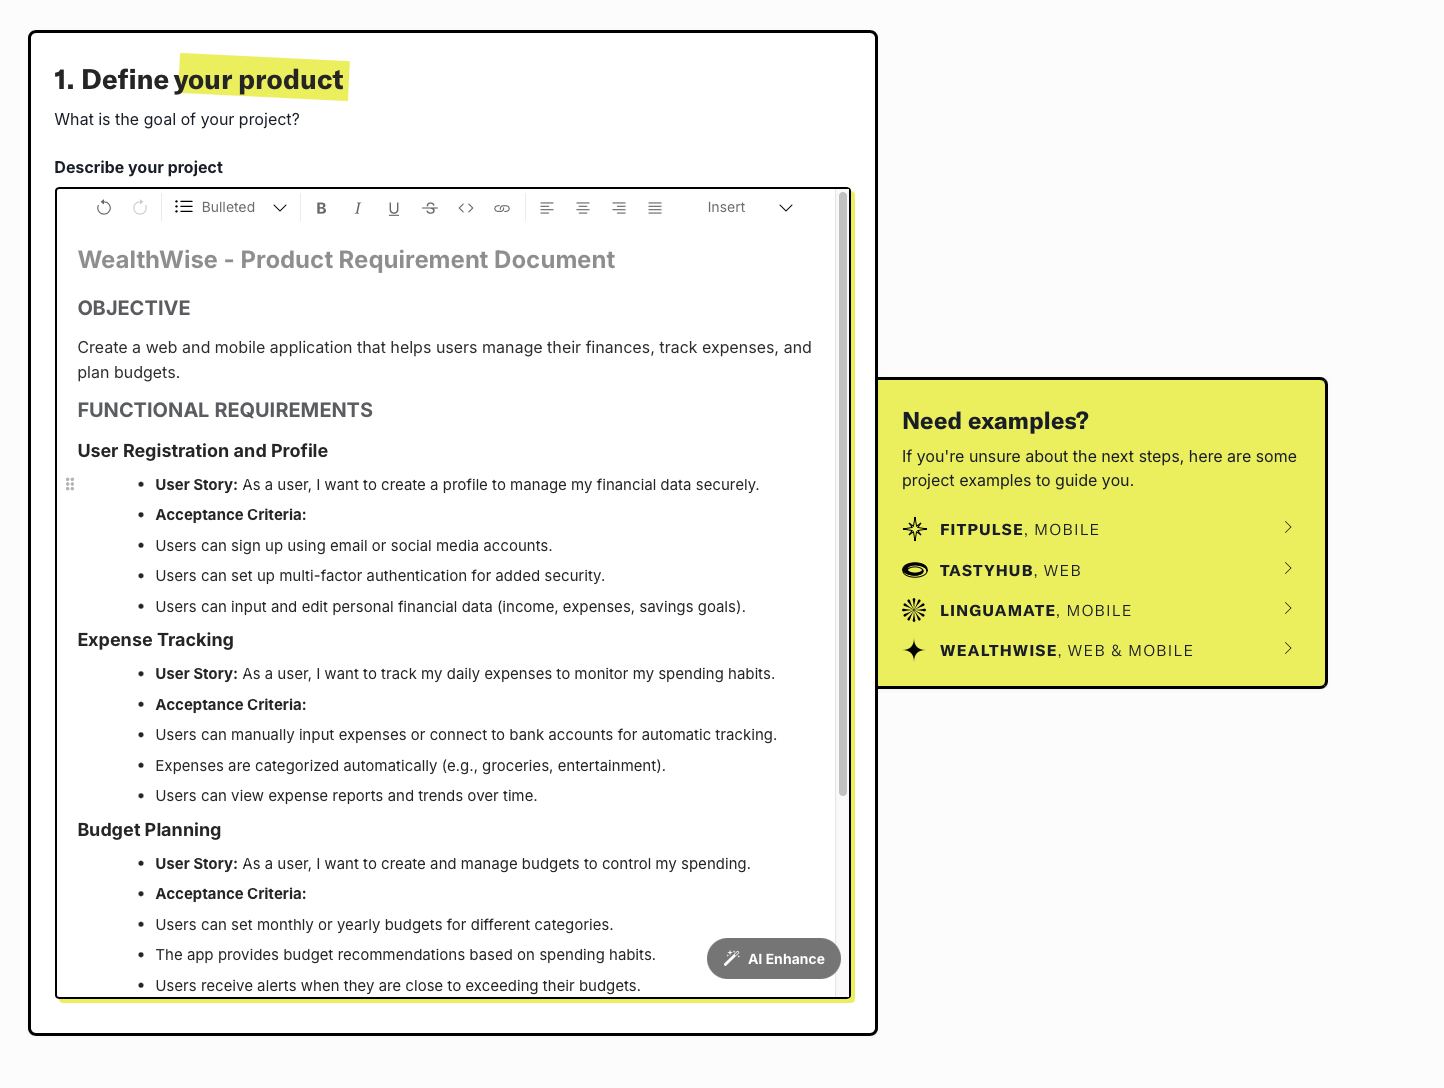 1. Define your product
What is the goal of your project?
Describe your project
Bulleted B I U S Insert
WealthWise - Product Requirement Document
OBJECTIVE
Create a web and mobile application that helps users manage their finances, track expenses, and
plan budgets.
FUNCTIONAL REQUIREMENTS
User Registration and Profile
• User Story: As a user, I want to create a profile to manage my financial data securely.
• Acceptance Criteria:
• Users can sign up using email or social media accounts.
• Users can set up multi-factor authentication for added security.
• Users can input and edit personal financial data (income, expenses, savings goals).
Expense Tracking
• User Story: As a user, I want to track my daily expenses to monitor my spending habits.
• Acceptance Criteria:
• Users can manually input expenses or connect to bank accounts for automatic tracking.
• Expenses are categorized automatically (e.g., groceries, entertainment).
• Users can view expense reports and trends over time.
Budget Planning
• User Story: As a user, I want to create and manage budgets to control my spending.
• Acceptance Criteria:
• Users can set monthly or yearly budgets for different categories.
• The app provides budget recommendations based on spending habits.
• Users receive alerts when they are close to exceeding their budgets.
AI Enhance
Need examples?
If you're unsure about the next steps, here are some
project examples to guide you.
FITPULSE, MOBILE
TASTYHUB, WEB
LINGUAMATE, MOBILE
WEALTHWISE, WEB & MOBILE